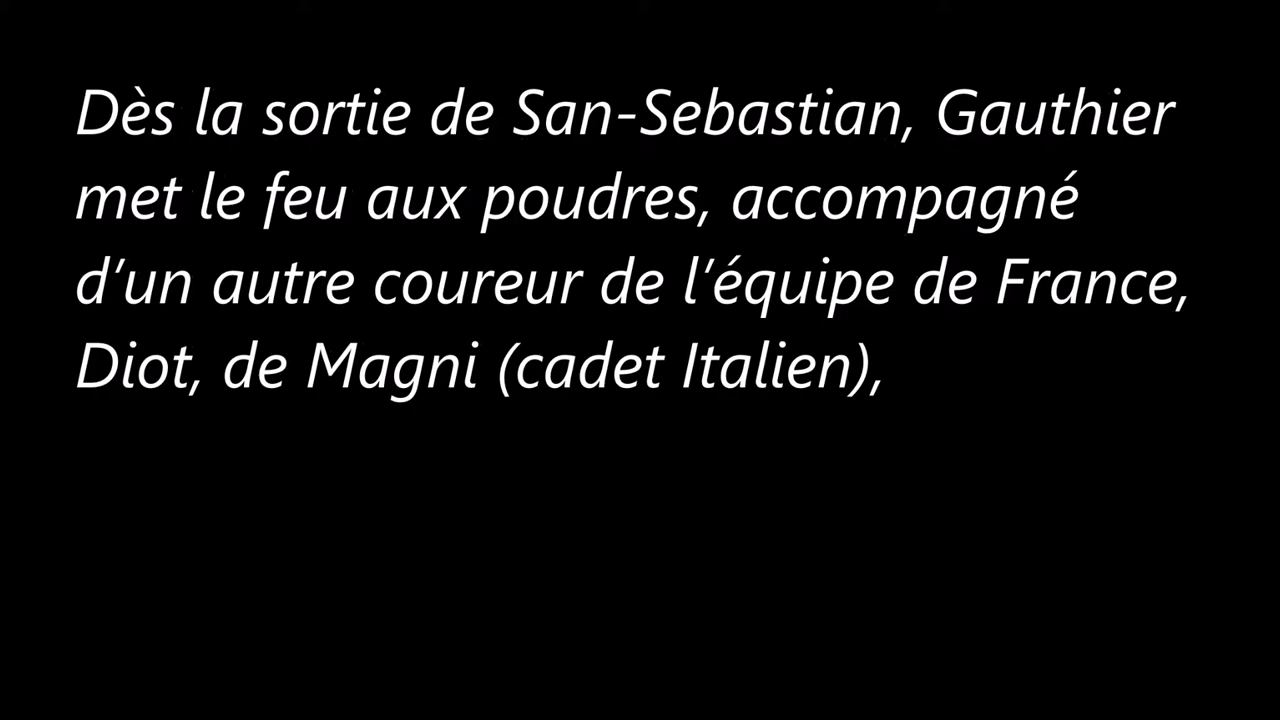 Dès la sortie de San-Sebastian, Gauthier
met le feu aux poudres, accompagné
d’un autre coureur de l’équipe de France,
Diot, de Magni (cadet Italien),